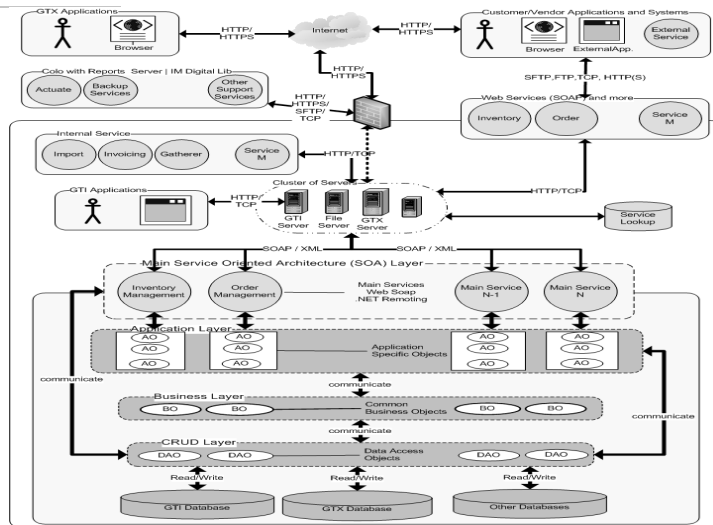 GTX Applications
Browser
HTTP/
HTTPS
Internet
HTTP/
HTTPS
Customer/Vendor Applications and Systems
Browser
ExternalApp.
External
Service
HTTP/
HTTPS
SFTP,FTP,TCP, HTTP(S)
Colo with Reports Server | IM Digital Lib
Actuate
Backup
Services
Other
Support
Services
HTTP/
HTTPS/
SFTP/
TCP
Web Services (SOAP) and more
Inventory
Order
Service
M
Internal Service
Import
Invoicing
Gatherer
Service
M
HTTP/TCP
GTI Applications
HTTP/
TCP
Cluster of Servers
GTI
Server
File
Server
GTX
Server
HTTP/TCP
Service
Lookup
SOAP / XML
SOAP / XML
Main Service Oriented Architecture (SOA) Layer
Inventory
Management
Order
Management
Main Services
Web Soap
.NET Remoting
Main Service
N-1
Main Service
N
Application Layer
AO
AO
AO
AO
AO
AO
Application
Specific Objects
AO
AO
AO
AO
AO
AO
communicate
communicate
Business Layer
BO
BO
Common
Business Objects
BO
BO
communicate
communicate
CRUD Layer
DAO
DAO
Data Access
Objects
DAO
DAO
Read/Write
Read/Write
Read/Write
GTI Database
GTX Database
Other Databases